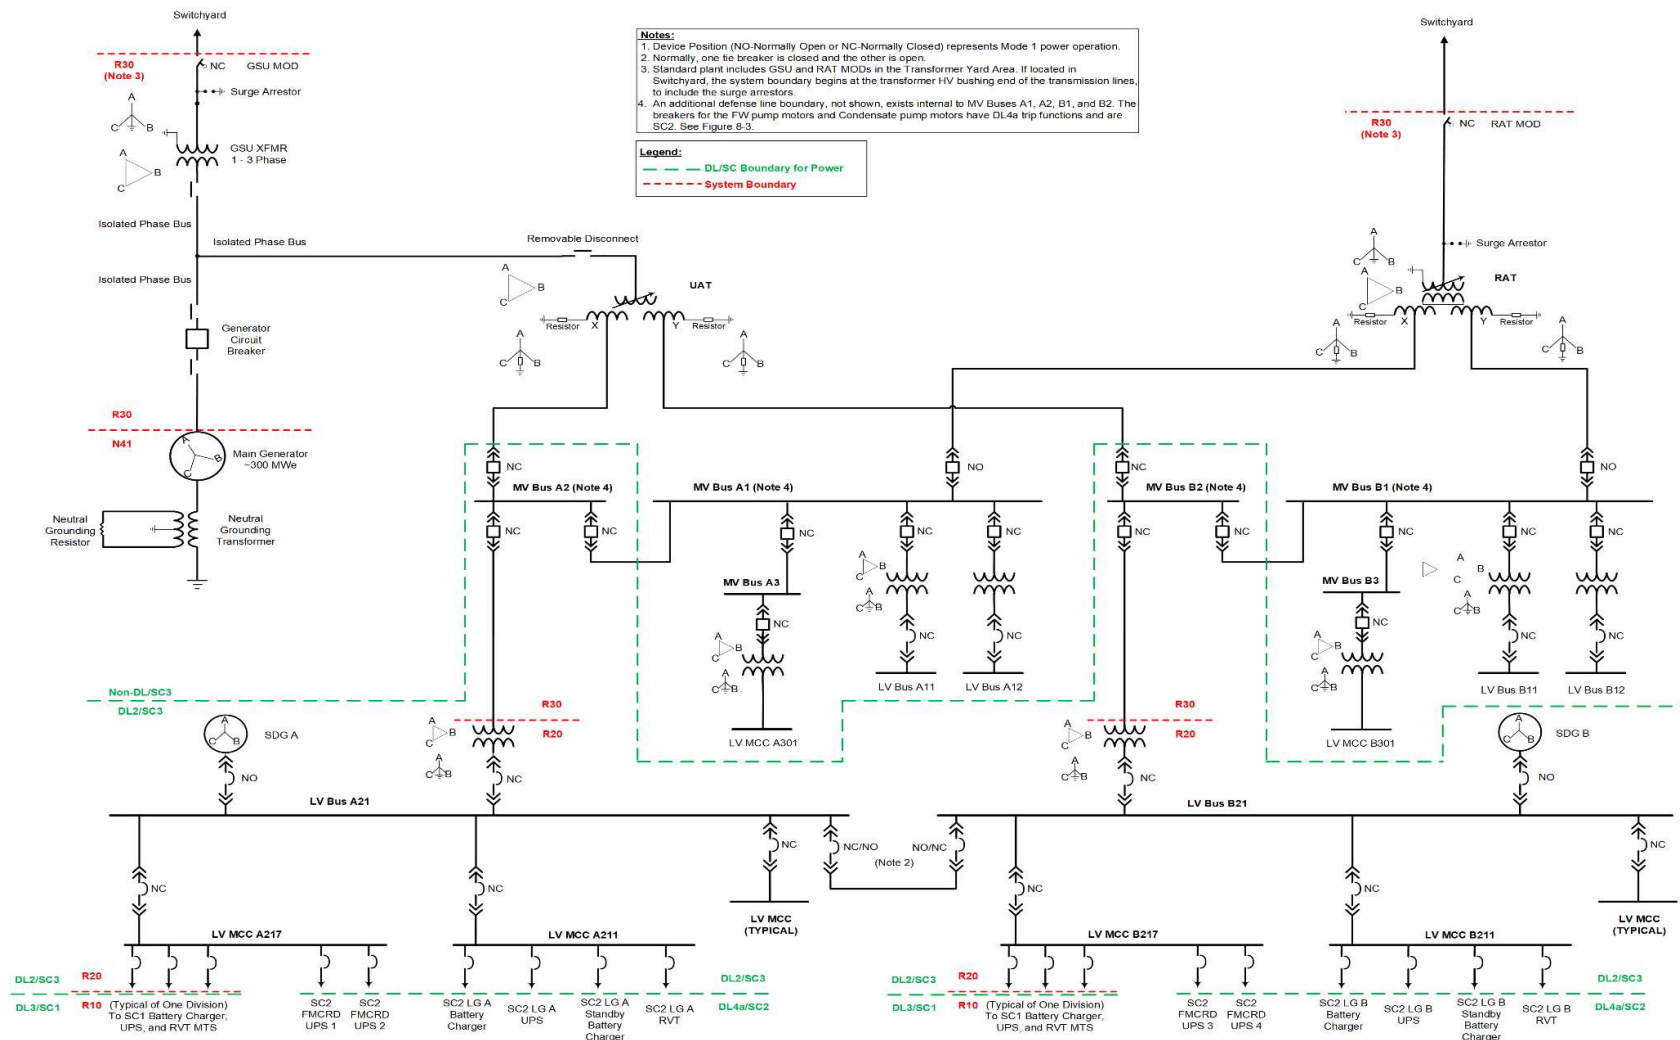 Switchyard
R30
(Note 3)
NC
GSU MOD
Surge Arrestor
A
C
B
GSU XFMR
1 - 3 Phase
A
B
C
Isolated Phase Bus
Isolated Phase Bus
Isolated Phase Bus
Removable Disconnect
Generator
Circuit
Breaker
R30
N41
A
C
B
Main Generator
~300 MWe
Neutral
Grounding
Resistor
Neutral
Grounding
Transformer
Notes:
1. Device Position (NO-Normally Open or NC-Normally Closed) represents Mode 1 power operation.
2. Normally, one tie breaker is closed and the other is open.
3. Standard plant includes GSU and RAT MODs in the Transformer Yard Area. If located in
Switchyard, the system boundary begins at the transformer HV bushing end of the transmission lines,
to include the surge arrestors.
4. An additional defense line boundary, not shown, exists internal to MV Buses A1, A2, B1, and B2. The
breakers for the FW pump motors and Condensate pump motors have DL4a trip functions and are
SC2. See Figure 8-3.
Legend:
DL/SC Boundary for Power
System Boundary
Switchyard
R30
(Note 3)
NC
RAT MOD
Surge Arrestor
A
C
B
A
B
C
RAT
Resistor
X
Y
Resistor
A
C
B
A
C
B
A
B
C
UAT
Resistor
X
Y
Resistor
A
C
B
A
C
B
NC
NO
NC
NO
MV Bus A2 (Note 4)
MV Bus A1 (Note 4)
MV Bus B2 (Note 4)
MV Bus B1 (Note 4)
NC
NC
NC
NC
NC
NC
NC
NC
NC
NC
MV Bus A3
MV Bus B3
A
B
C
A
C
B
A
B
C
A
C
B
NC
NC
A
B
C
A
C
B
A
B
C
A
C
B
NC
NC
NC
NC
LV Bus A11
LV Bus A12
LV Bus B11
LV Bus B12
LV MCC A301
LV MCC B301
Non-DL/SC3
DL2/SC3
R30
R20
R30
R20
A
C
B
SDG A
NO
A
B
C
A
C
B
NC
A
B
C
A
C
B
NC
A
C
B
SDG B
NO
LV Bus A21
LV Bus B21
NC
NC
NC
NC/NO
(Note 2)
NO/NC
NC
NC
NC
LV MCC
(TYPICAL)
LV MCC
(TYPICAL)
LV MCC A217
LV MCC A211
LV MCC B217
LV MCC B211
DL2/SC3
R20
DL2/SC3
DL2/SC3
R20
DL2/SC3
DL3/SC1
R10
DL4a/SC2
DL3/SC1
R10
DL4a/SC2
(Typical of One Division)
To SC1 Battery Charger,
UPS, and RVT MTS
SC2
FMCRD
UPS 1
SC2
FMCRD
UPS 2
SC2 LG A
Battery
Charger
SC2 LG A
UPS
SC2 LG A
Standby
Battery
Charger
SC2 LG A
RVT
(Typical of One Division)
To SC1 Battery Charger,
UPS, and RVT MTS
SC2
FMCRD
UPS 3
SC2
FMCRD
UPS 4
SC2 LG B
Battery
Charger
SC2 LG B
UPS
SC2 LG B
Standby
Battery
Charger
SC2 LG B
RVT